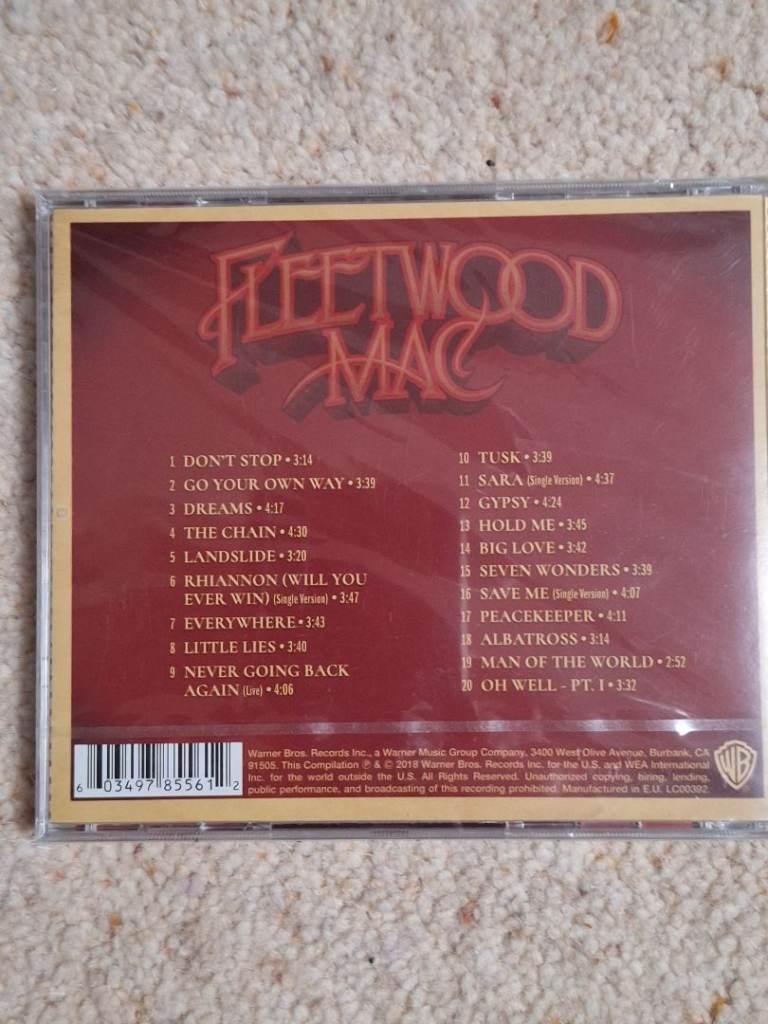 FLEETWOOD
MAC
1 DON'T STOP • 3:14
2 GO YOUR OWN WAY • 3:39
3 DREAMS • 4:17
4 THE CHAIN • 4:30
5 LANDSLIDE • 3:20
6 RHIANNON (WILL YOU
EVER WIN) (Single Version) • 3:47
7 EVERYWHERE • 3:43
8 LITTLE LIES • 3:40
9 NEVER GOING BACK
AGAIN (Live) • 4:06
10 TUSK • 3:39
11 SARA (Single Version) • 4:37
12 GYPSY • 4:24
13 HOLD ME • 3:45
14 BIG LOVE • 3:42
15 SEVEN WONDERS • 3:39
16 SAVE ME (Single Version) • 4:07
17 PEACEKEEPER • 4:11
18 ALBATROSS • 3:14
19 MAN OF THE WORLD • 2:52
20 OH WELL - PT. I • 3:32
6 03497 85561 2
Warner Bros. Records Inc., a Warner Music Group Company, 3400 West Olive Avenue, Burbank, CA
91505. This Compilation ℗ & © 2018 Warner Bros. Records Inc. for the U.S. and WEA International
Inc. for the world outside the U.S. All Rights Reserved. Unauthorized copying, hiring, lending,
public performance, and broadcasting of this recording prohibited. Manufactured in E.U. LC00392.
WB